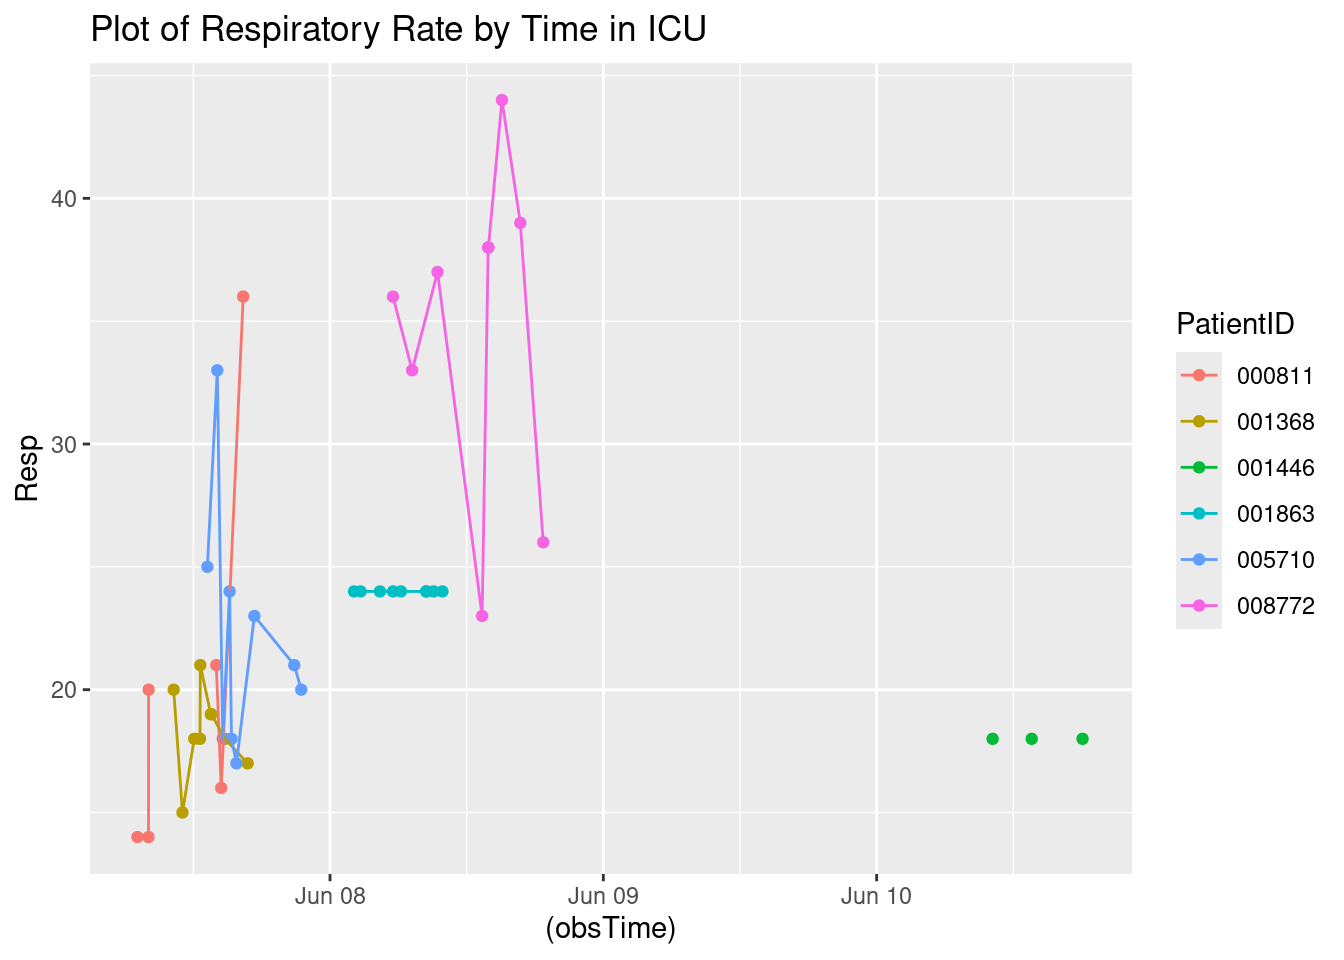 Plot of Respiratory Rate by Time in ICU
Resp
40
30
20
Jun 08
Jun 09
Jun 10
(obsTime)
PatientID
000811
001368
001446
001863
005710
008772